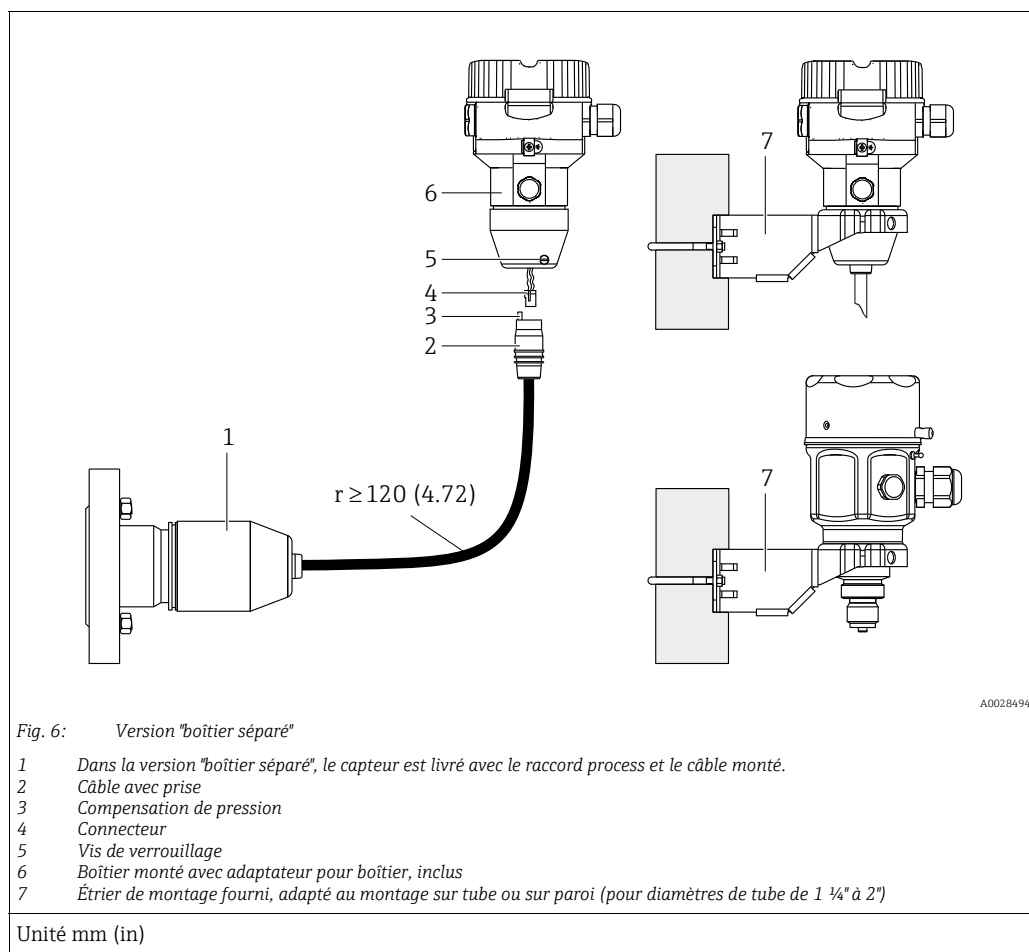 7
6
5
4
3
2
1
r ≥ 120 (4.72)
7
A0028494
Fig. 6: Version "boîtier séparé"
1 Dans la version "boîtier séparé", le capteur est livré avec le raccord process et le câble monté.
2 Câble avec prise
3 Compensation de pression
4 Connecteur
5 Vis de verrouillage
6 Boîtier monté avec adaptateur pour boîtier, inclus
7 Étrier de montage fourni, adapté au montage sur tube ou sur paroi (pour diamètres de tube de 1 ¼" à 2")
Unité mm (in)